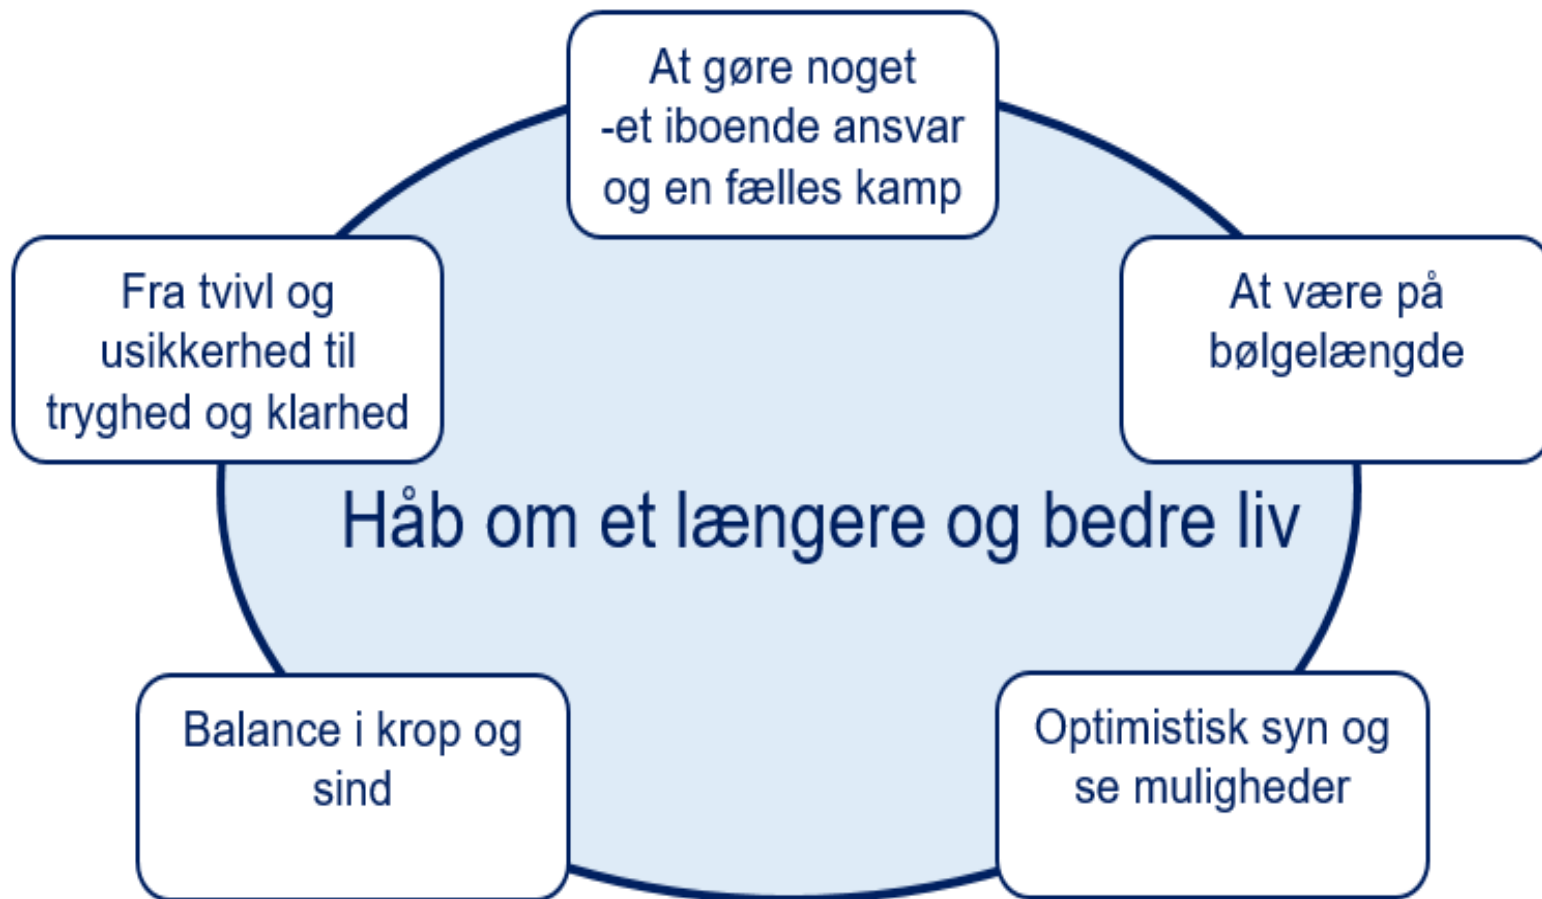 At gøre noget
-et iboende ansvar
og en fælles kamp
Fra tvivl og
usikkerhed til
tryghed og klarhed
At være på
bølgelængde
Håb om et længere og bedre liv
Balance i krop og
sind
Optimistisk syn og
se muligheder